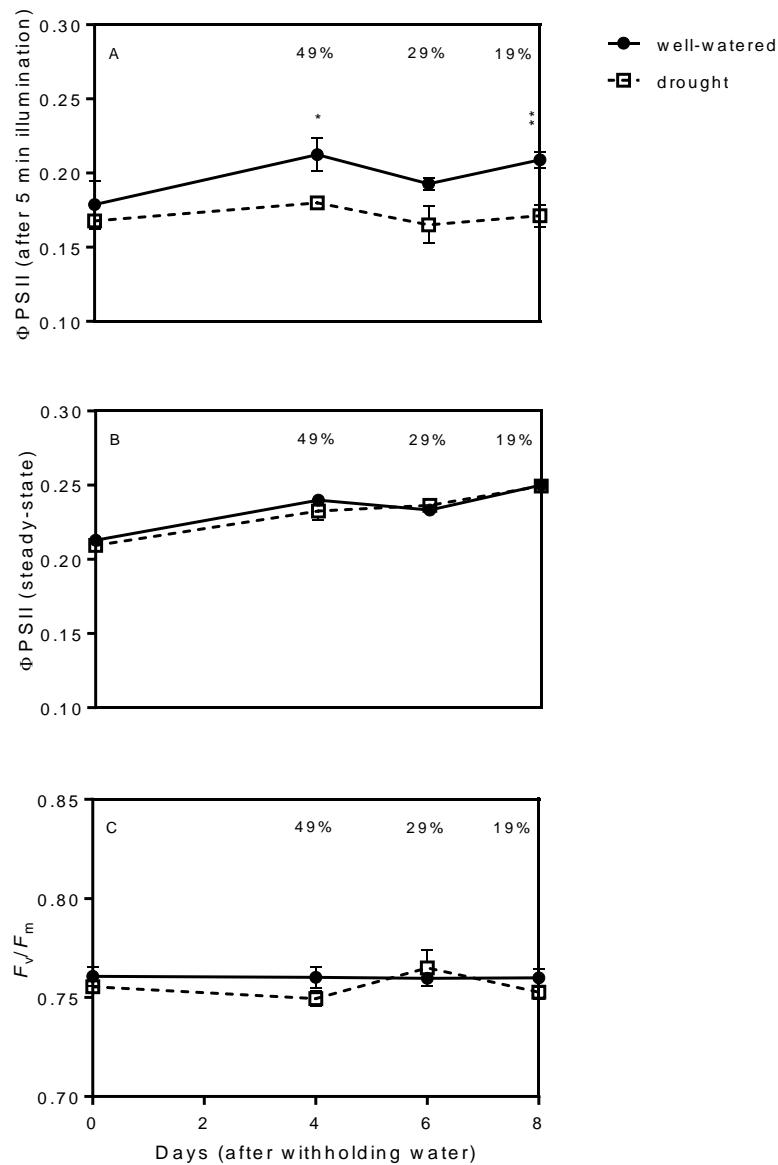 A
49%
29%
19%
*
**
0.30
0.25
0.20
0.15
0.10
ΦPSII (after 5 min illumination)
well-watered
drought
B
49%
29%
19%
0.30
0.25
0.20
0.15
0.10
ΦPSII (steady-state)
C
49%
29%
19%
0.85
0.80
0.75
0.70
Fv/Fm
0 2 4 6 8
Days (after withholding water)